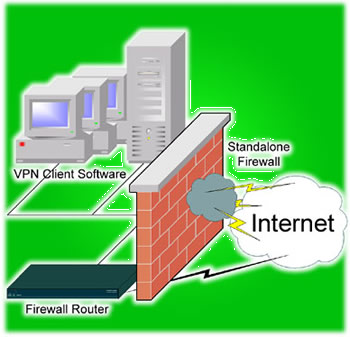 VPN Client Software
Standalone
Firewall
Internet
Firewall Router